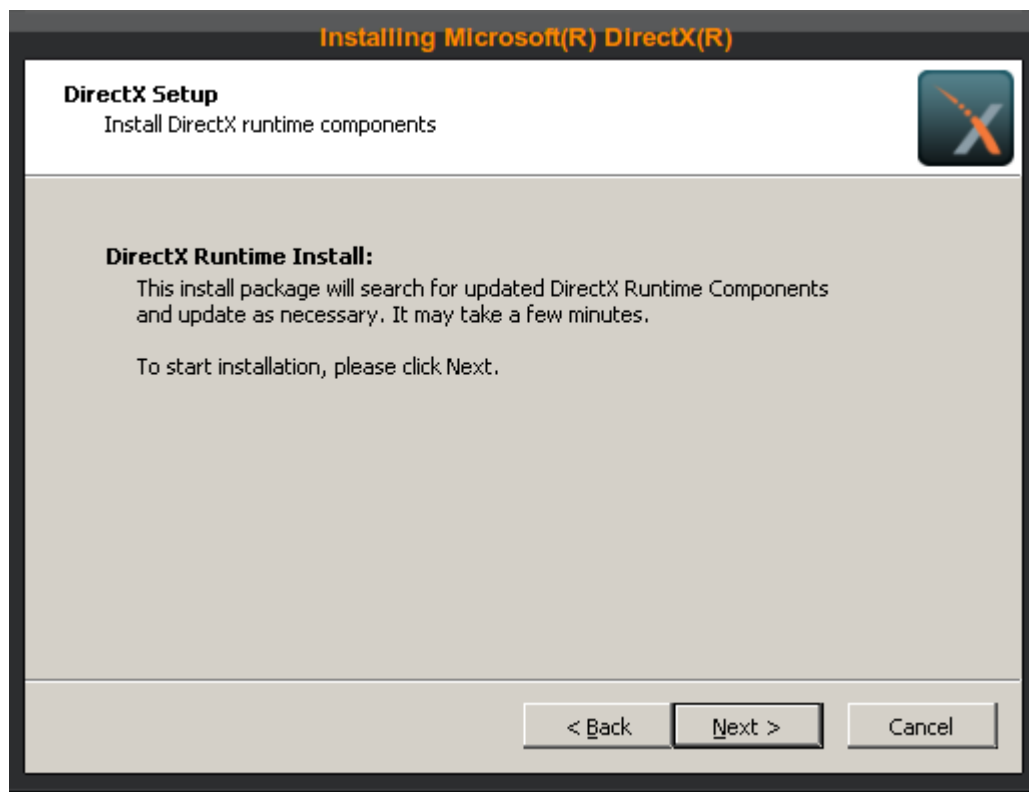 Installing Microsoft(R) DirectX(R)
DirectX Setup
Install DirectX runtime components
DirectX Runtime Install:
This install package will search for updated DirectX Runtime Components
and update as necessary. It may take a few minutes.
To start installation, please click Next.
< Back
Next >
Cancel